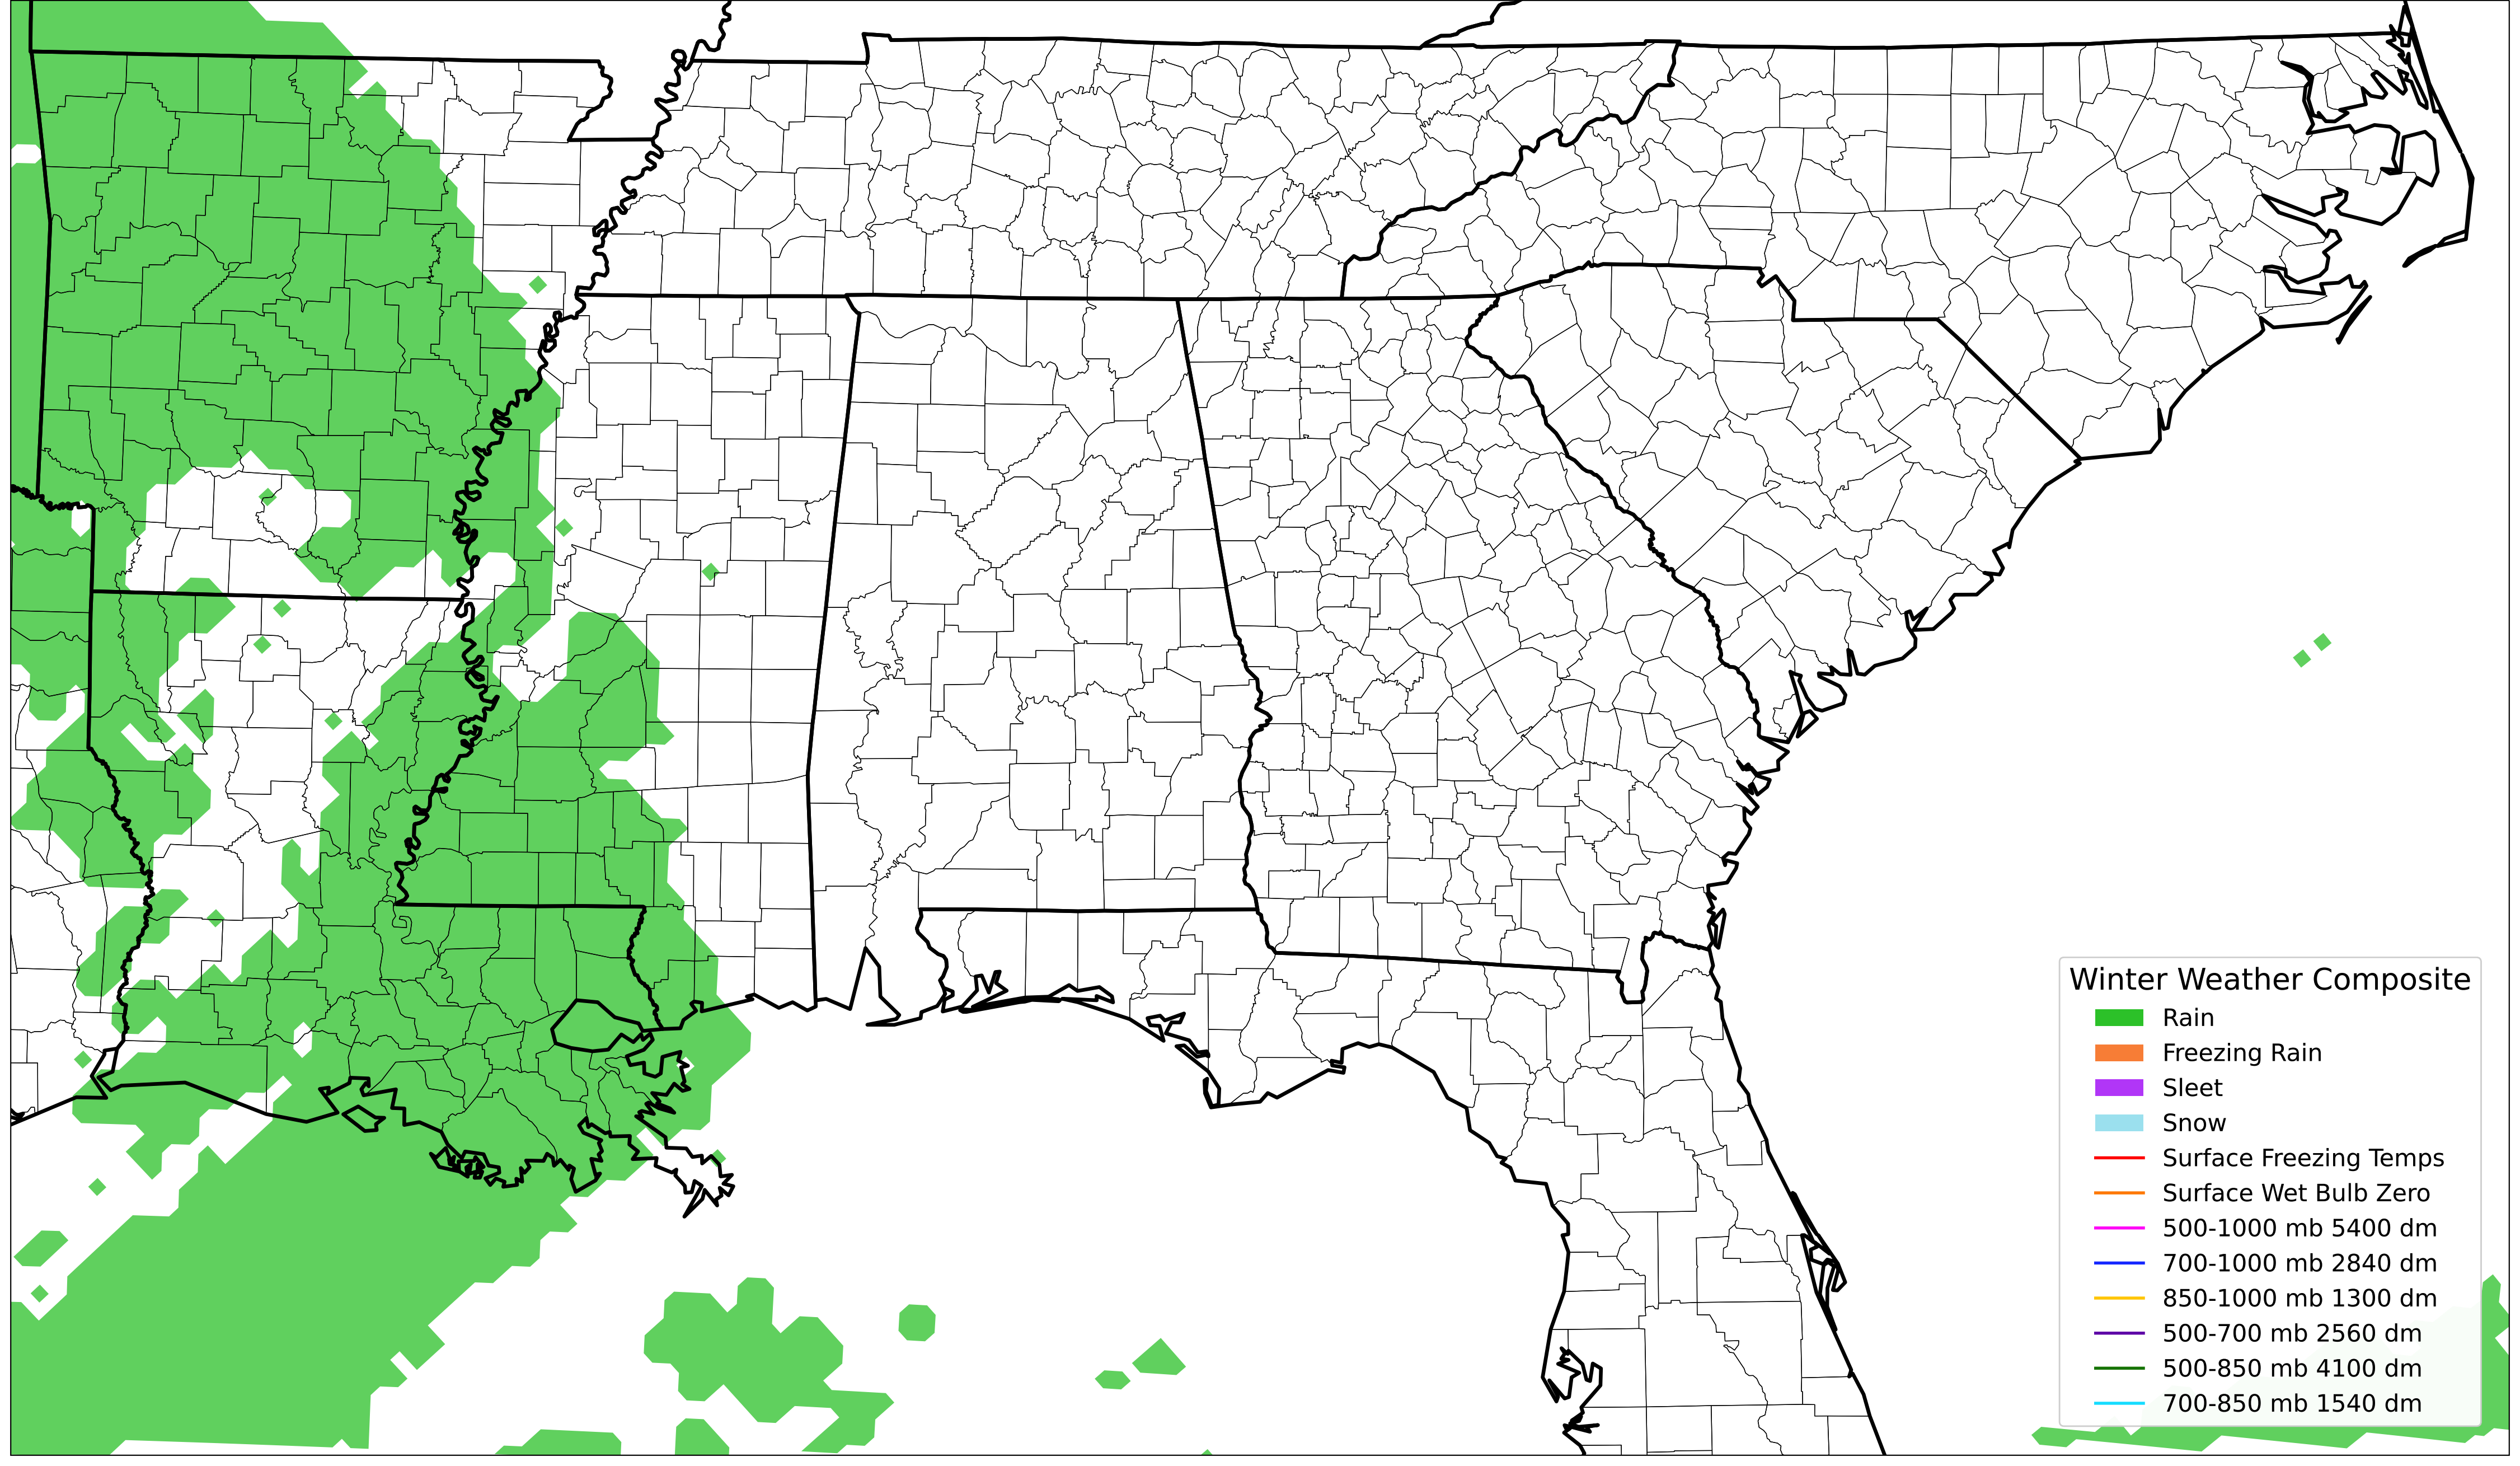 Winter Weather Composite
Rain
Freezing Rain
Sleet
Snow
Surface Freezing Temps
Surface Wet Bulb Zero
500-1000 mb 5400 dm
700-1000 mb 2840 dm
850-1000 mb 1300 dm
500-700 mb 2560 dm
500-850 mb 4100 dm
700-850 mb 1540 dm